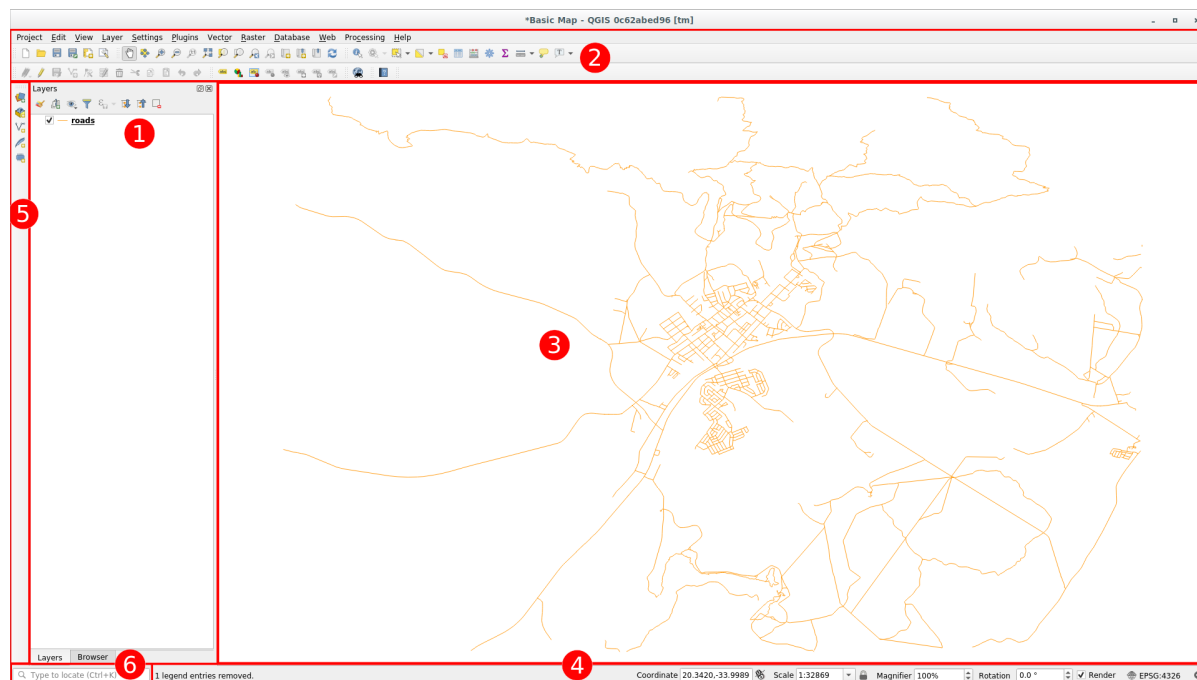 *Basic Map - QGIS 0c62abed96 [tm]
Project Edit View Layer Settings Plugins Vector Raster Database Web Processing Help
2
Layers
1
roads
5
3
Layers Browser
6
4
Type to locate (Ctrl+K)
1 legend entries removed.
Coordinate 20.3420,-33.9989 Scale 1:32869 Magnifier 100% Rotation 0.0 ° Render EPSG:4326